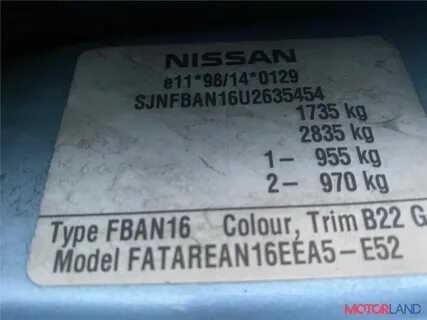 NISSAN
e11*98/14*0129
SJNFBAN16U2635454
1735 kg
2835 kg
1- 955 kg
2- 970 kg
Type FBAN16 Colour, Trim B22 G
Model FATAREAN16EEA5-E52
MOTORLAND